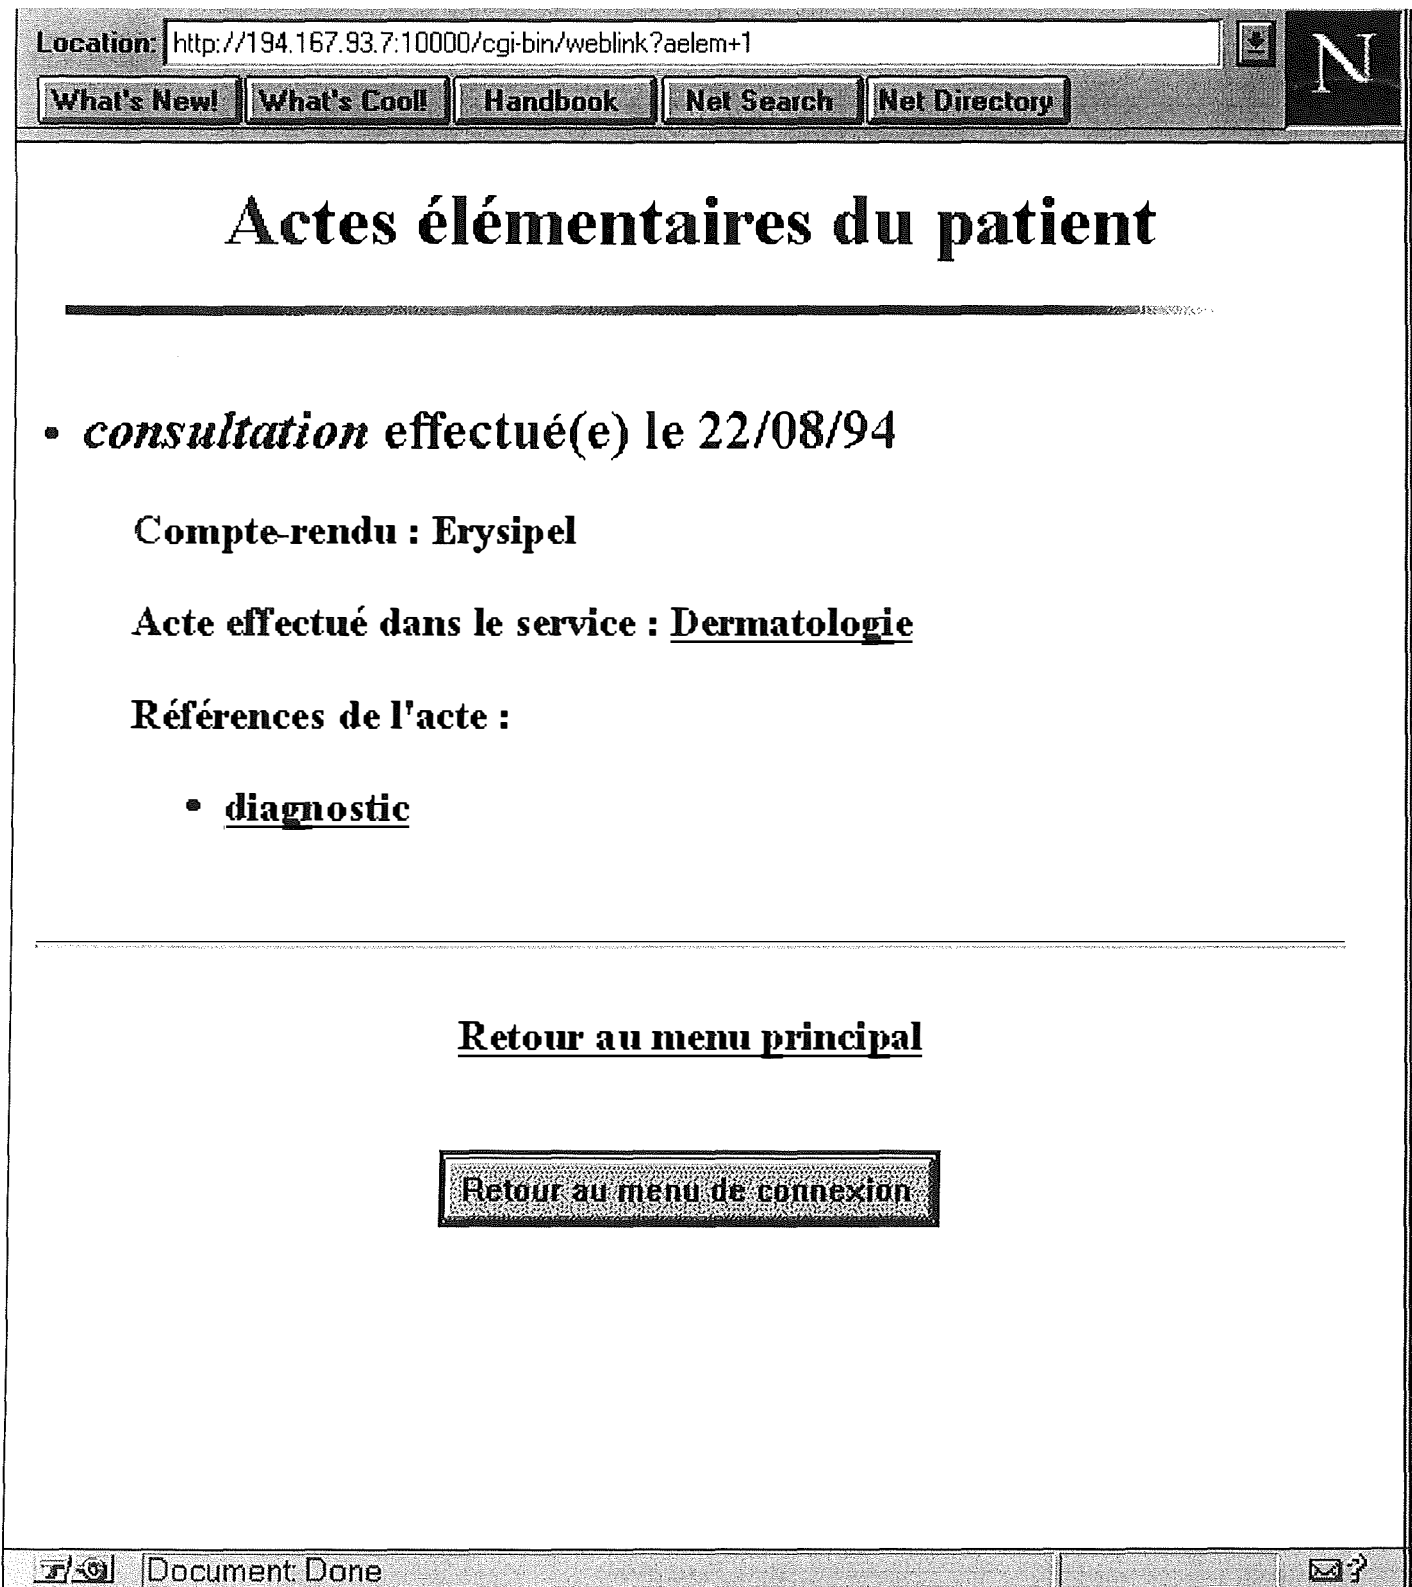 Location: http://194.167.93.7:10000/cgi-bin/weblink?aelem+1
N
What's New! What's Cool! Handbook Net Search Net Directory
Actes élémentaires du patient
• consultation effectué(e) le 22/08/94
Compte-rendu : Erysipel
Acte effectué dans le service : Dermatologie
Références de l'acte :
• diagnostic
Retour au menu principal
Retour au menu de connexion
Document: Done
?